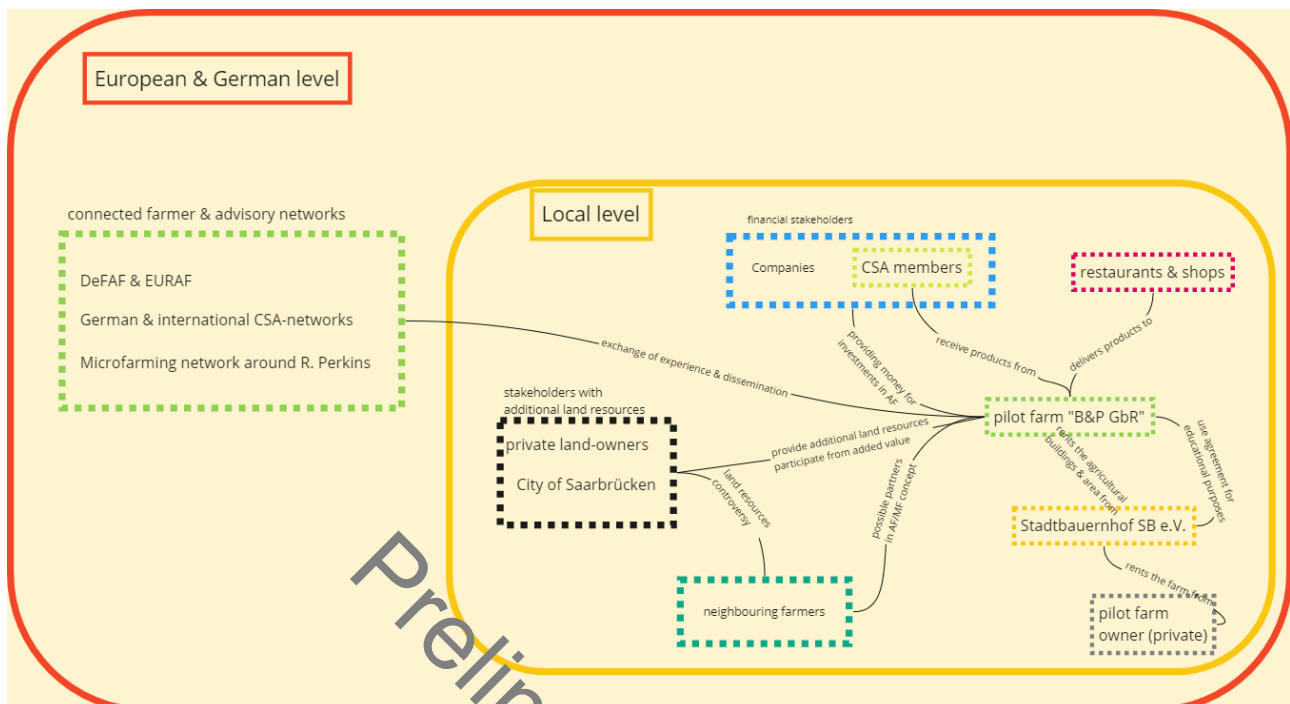 European & German level
connected farmer & advisory networks
DeFAF & EURAF
German & international CSA-networks
Microfarming network around R. Perkins
Local level
financial stakeholders
Companies
CSA members
restaurants & shops
exchange of experience & dissemination
providing money for
investments in AF
receive products from
delivers products to
stakeholders with
additional land resources
private land-owners
City of Saarbrücken
provide additional land resources
participate from added value
pilot farm "B&P GbR"
land resources
controversy
possible partners
in AF/MF concept
rents the agricultural
buildings & area from
use agreement for
educational purposes
Stadtbauernhof SB e.V.
neighbouring farmers
rents the farm from
pilot farm
owner (private)